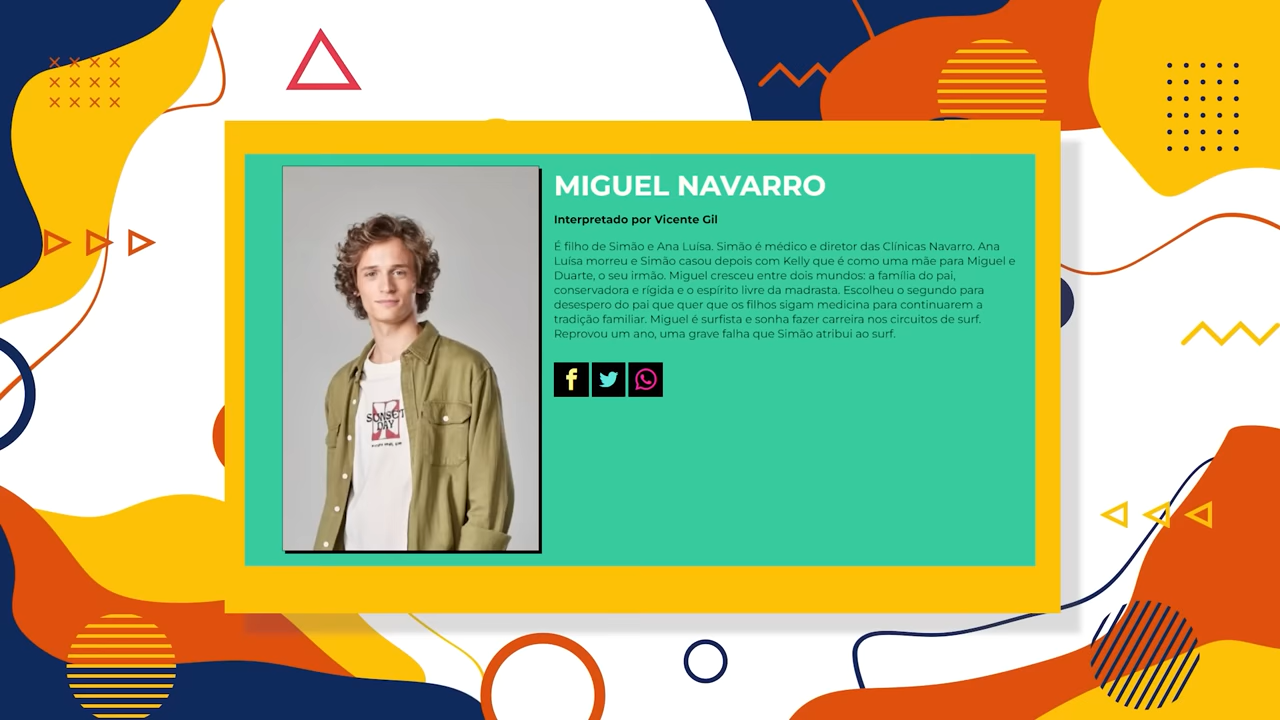 MIGUEL NAVARRO
Interpretado por Vicente Gil
É filho de Simão e Ana Luísa. Simão é médico e diretor das Clínicas Navarro. Ana
Luísa morreu e Simão casou depois com Kelly que é como uma mãe para Miguel e
Duarte, o seu irmão. Miguel cresceu entre dois mundos: a família do pai,
conservadora e rígida e o espírito livre da madrasta. Escolheu o segundo para
desespero do pai que quer que os filhos sigam medicina para continuarem a
tradição familiar. Miguel é surfista e sonha fazer carreira nos circuitos de surf.
Reprovou um ano, uma grave falha que Simão atribui ao surf.
SUNSET
DAY